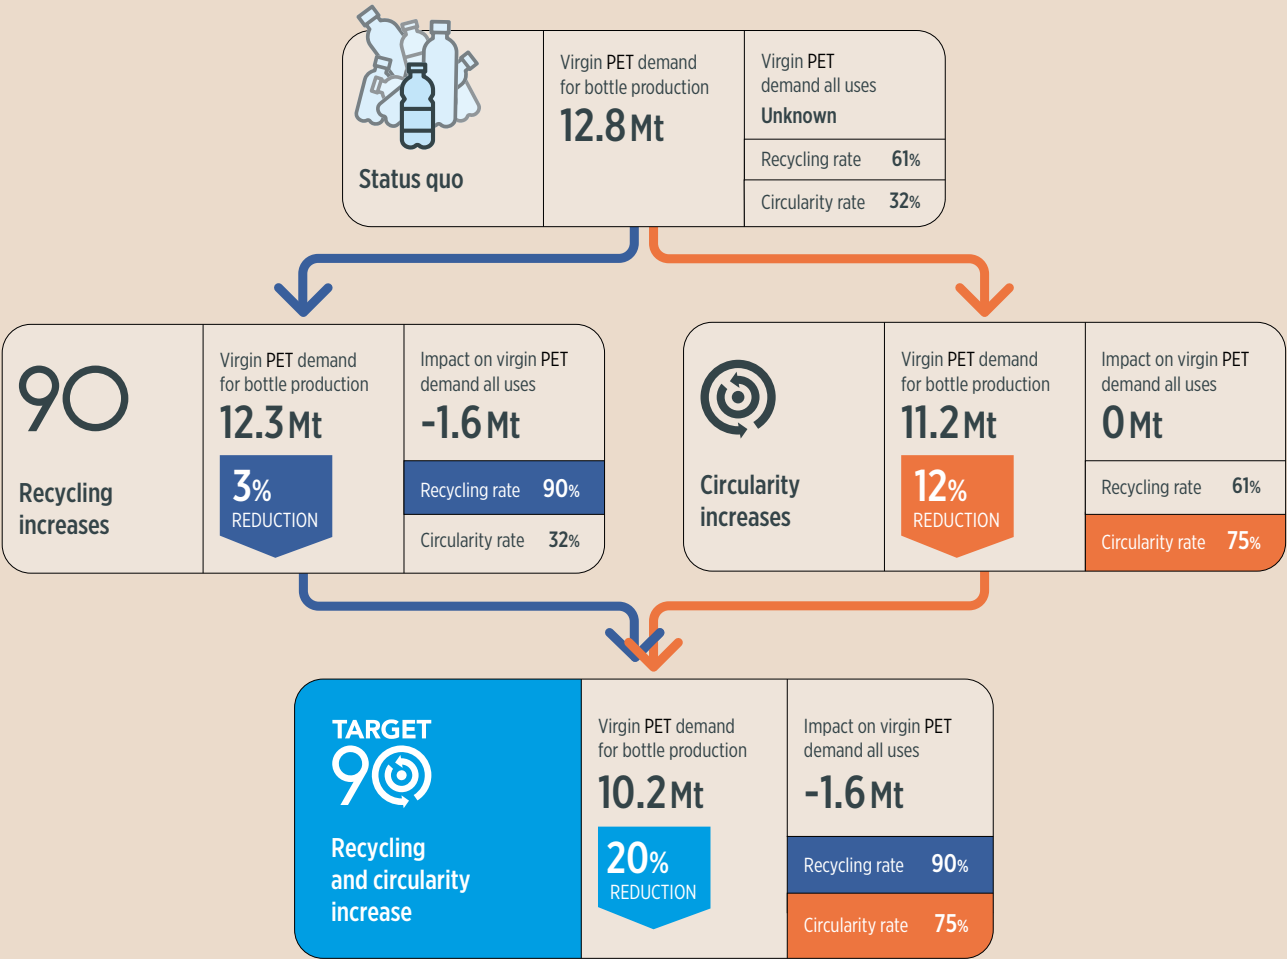 Status quo
Virgin PET demand
for bottle production
12.8 Mt
Virgin PET
demand all uses
Unknown
Recycling rate 61%
Circularity rate 32%
90
Recycling
increases
Virgin PET demand
for bottle production
12.3 Mt
3%
REDUCTION
Impact on virgin PET
demand all uses
-1.6 Mt
Recycling rate 90%
Circularity rate 32%
Circularity
increases
Virgin PET demand
for bottle production
11.2 Mt
12%
REDUCTION
Impact on virgin PET
demand all uses
0 Mt
Recycling rate 61%
Circularity rate 75%
TARGET
90
Recycling
and circularity
increase
Virgin PET demand
for bottle production
10.2 Mt
20%
REDUCTION
Impact on virgin PET
demand all uses
-1.6 Mt
Recycling rate 90%
Circularity rate 75%